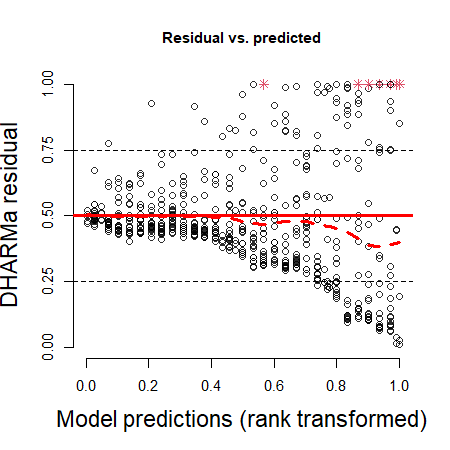 Residual vs. predicted
DHARMa residual
1.00
0.75
0.50
0.25
0.00
0.0 0.2 0.4 0.6 0.8 1.0
Model predictions (rank transformed)